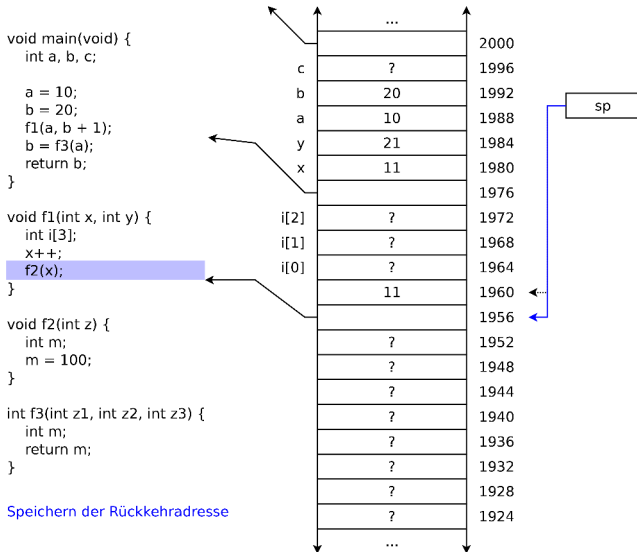 void main(void) {
int a, b, c;
a = 10;
b = 20;
f1(a, b + 1);
b = f3(a);
return b;
}
void f1(int x, int y) {
int i[3];
x++;
f2(x);
}
void f2(int z) {
int m;
m = 100;
}
int f3(int z1, int z2, int z3) {
int m;
return m;
}
Speichern der Rückkehradresse
...
2000
c ? 1996
b 20 1992
a 10 1988
y 21 1984
x 11 1980
1976
i[2] ? 1972
i[1] ? 1968
i[0] ? 1964
11 1960
1956
? 1952
? 1948
? 1944
? 1940
? 1936
? 1932
? 1928
? 1924
...
sp